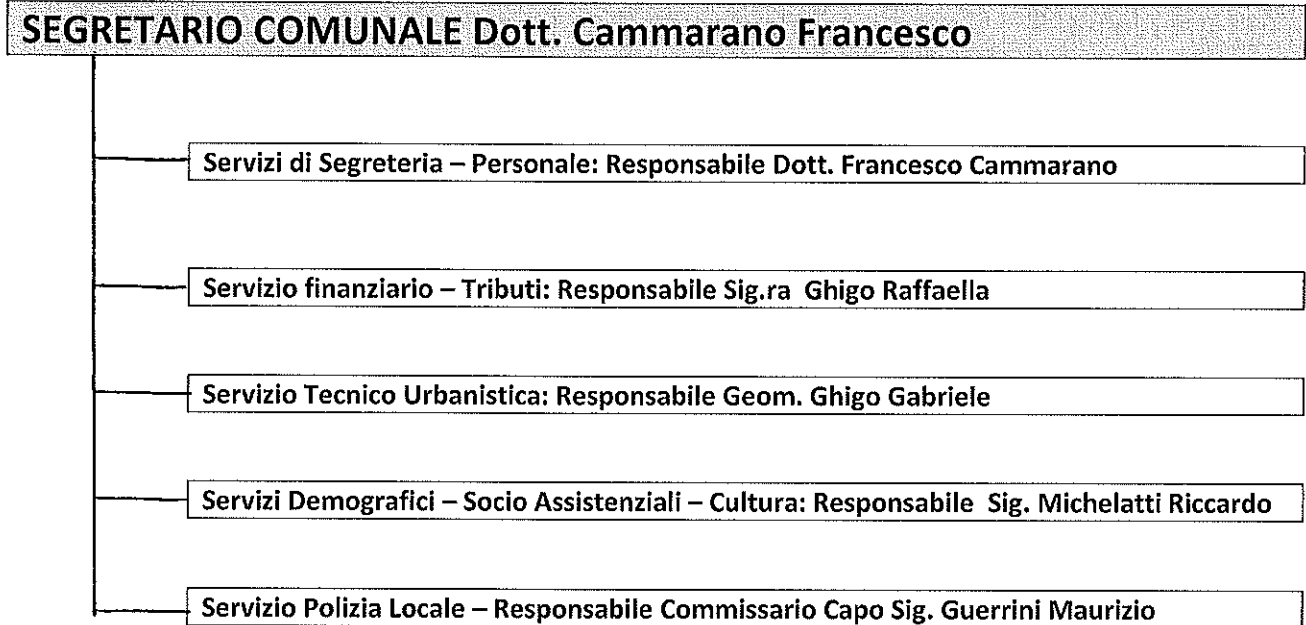 SEGRETARIO COMUNALE Dott. Cammarano Francesco
Servizi di Segreteria – Personale: Responsabile Dott. Francesco Cammarano
Servizio finanziario – Tributi: Responsabile Sig.ra Ghigo Raffaella
Servizio Tecnico Urbanistica: Responsabile Geom. Ghigo Gabriele
Servizi Demografici – Socio Assistenziali – Cultura: Responsabile Sig. Michelatti Riccardo
Servizio Polizia Locale – Responsabile Commissario Capo Sig. Guerrini Maurizio